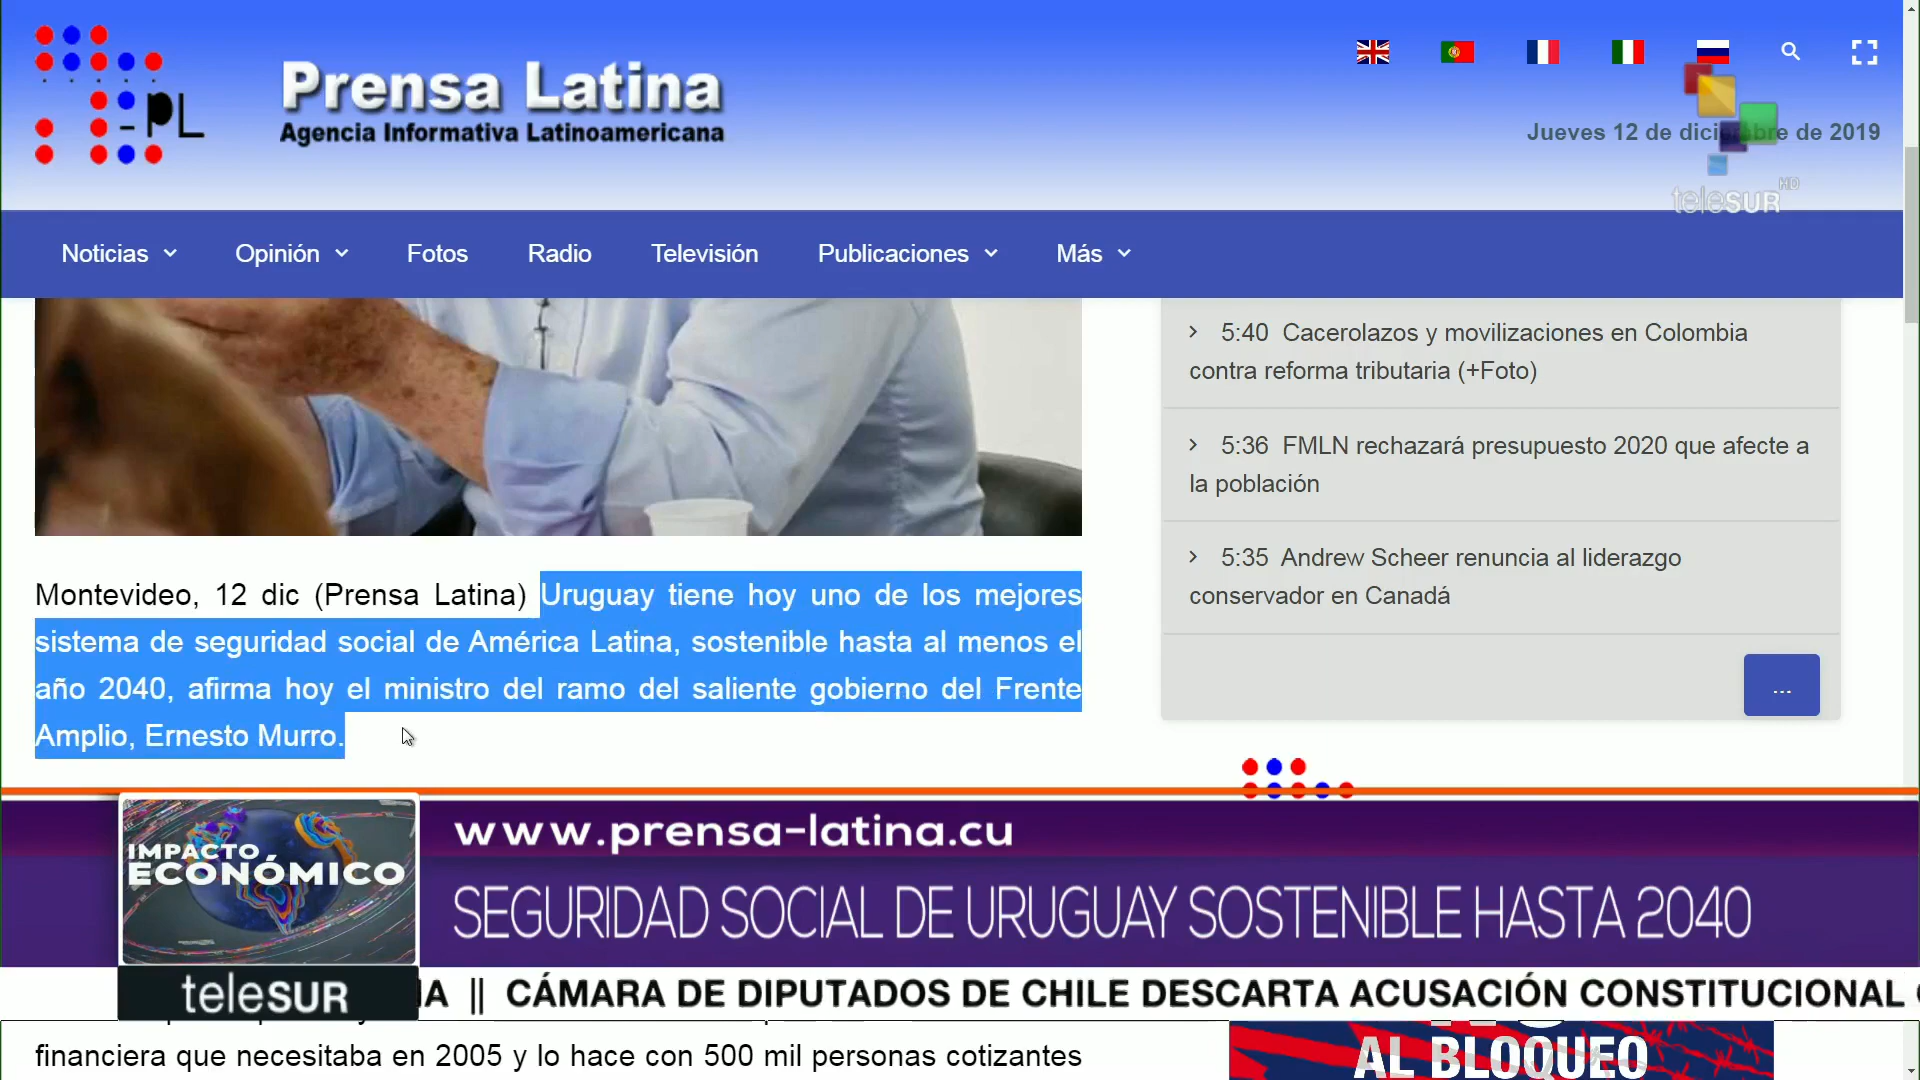 PL
Prensa Latina
Agencia Informativa Latinoamericana
Jueves 12 de diciembre de 2019
teleSUR HD
Noticias
Opinión
Fotos
Radio
Televisión
Publicaciones
Más
5:40 Cacerolazos y movilizaciones en Colombia
contra reforma tributaria (+Foto)
5:36 FMLN rechazará presupuesto 2020 que afecte a
la población
5:35 Andrew Scheer renuncia al liderazgo
conservador en Canadá
...
Montevideo, 12 dic (Prensa Latina) Uruguay tiene hoy uno de los mejores
sistema de seguridad social de América Latina, sostenible hasta al menos el
año 2040, afirma hoy el ministro del ramo del saliente gobierno del Frente
Amplio, Ernesto Murro.
IMPACTO
ECONÓMICO
www.prensa-latina.cu
SEGURIDAD SOCIAL DE URUGUAY SOSTENIBLE HASTA 2040
teleSUR
|| CÁMARA DE DIPUTADOS DE CHILE DESCARTA ACUSACIÓN CONSTITUCIONAL
financiera que necesitaba en 2005 y lo hace con 500 mil personas cotizantes
AL BLOQUEO